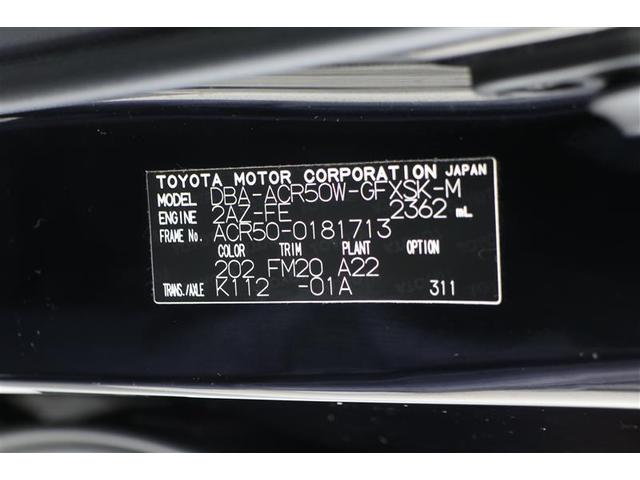 TOYOTA MOTOR CORPORATION JAPAN
MODEL DBA-ACR50W-GFXSK-M
ENGINE 2AZ-FE 2362 mL
FRAME No. ACR50-0181713
COLOR TRIM PLANT OPTION
202 FM20 A22
TRANS./AXLE K112 -01A 311